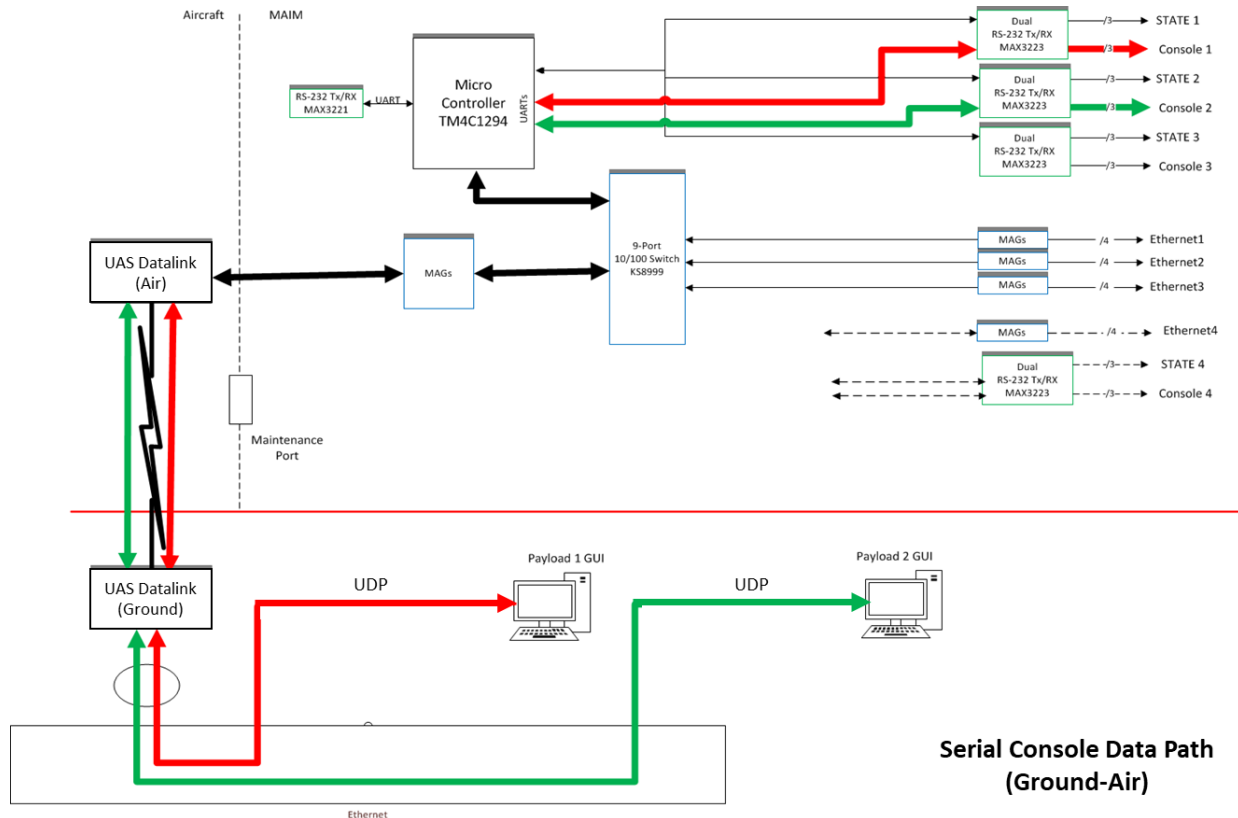 Aircraft
MAIM
Micro
Controller
TM4C1294
UARTs
RS-232 Tx/RX
MAX3221
UART
Dual
RS-232 Tx/RX
MAX3223
/3
STATE 1
/3
Console 1
Dual
RS-232 Tx/RX
MAX3223
/3
STATE 2
/3
Console 2
Dual
RS-232 Tx/RX
MAX3223
/3
STATE 3
/3
Console 3
UAS Datalink
(Air)
MAGs
9-Port
10/100 Switch
KS8999
MAGs
/4
Ethernet1
MAGs
/4
Ethernet2
MAGs
/4
Ethernet3
MAGs
/4
Ethernet4
Dual
RS-232 Tx/RX
MAX3223
/3
STATE 4
/3
Console 4
Maintenance
Port
UAS Datalink
(Ground)
UDP
Payload 1 GUI
UDP
Payload 2 GUI
Serial Console Data Path
(Ground-Air)
Ethernet